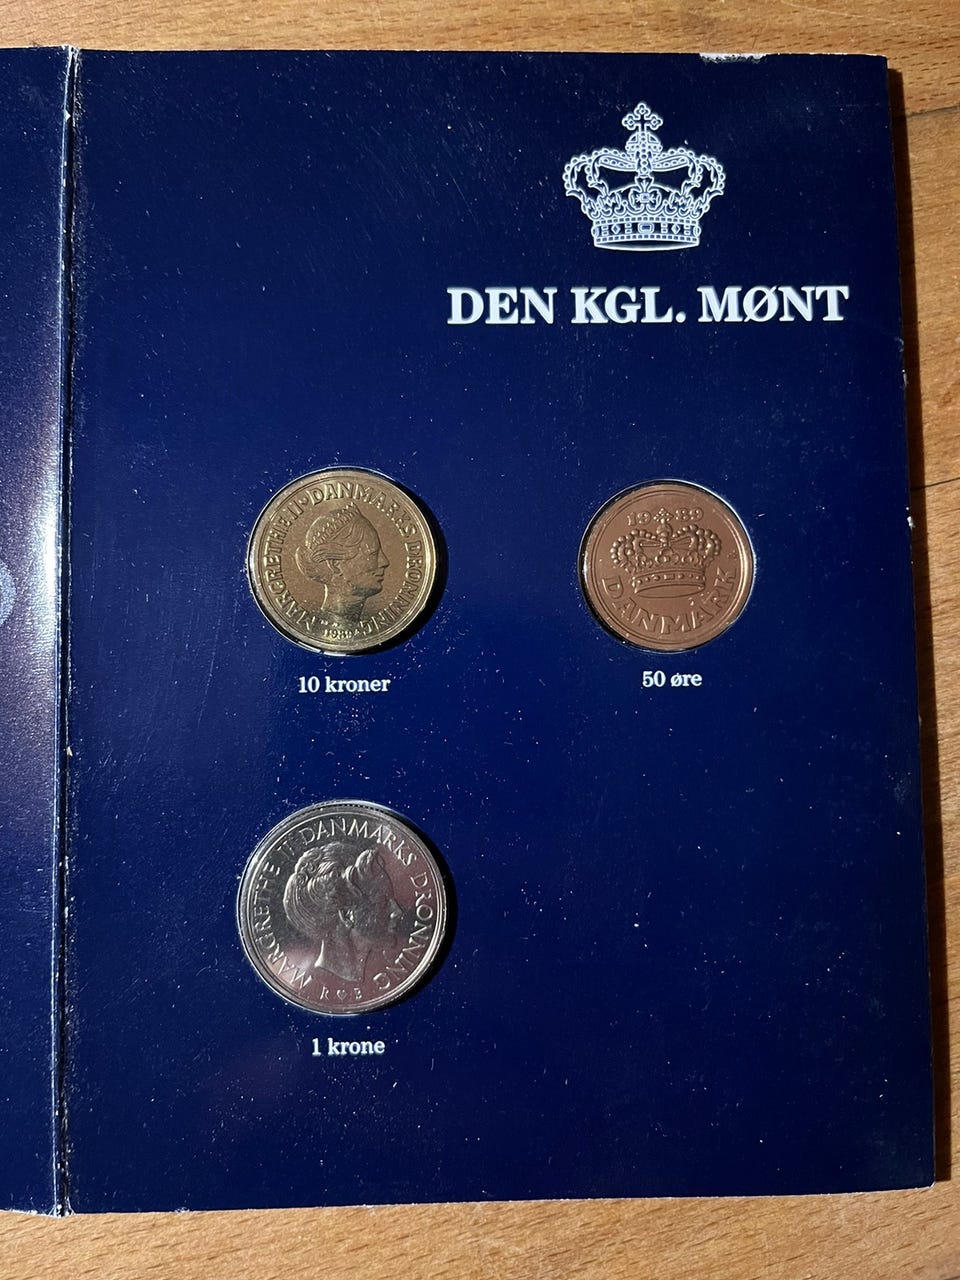 DEN KGL. MØNT
MARGRETHE II ♥ DANMARKS DRONNING
1989
10 kroner
1989
DANMARK
50 øre
MARGRETHE II DANMARKS DRONNING
R ♥ B
1 krone